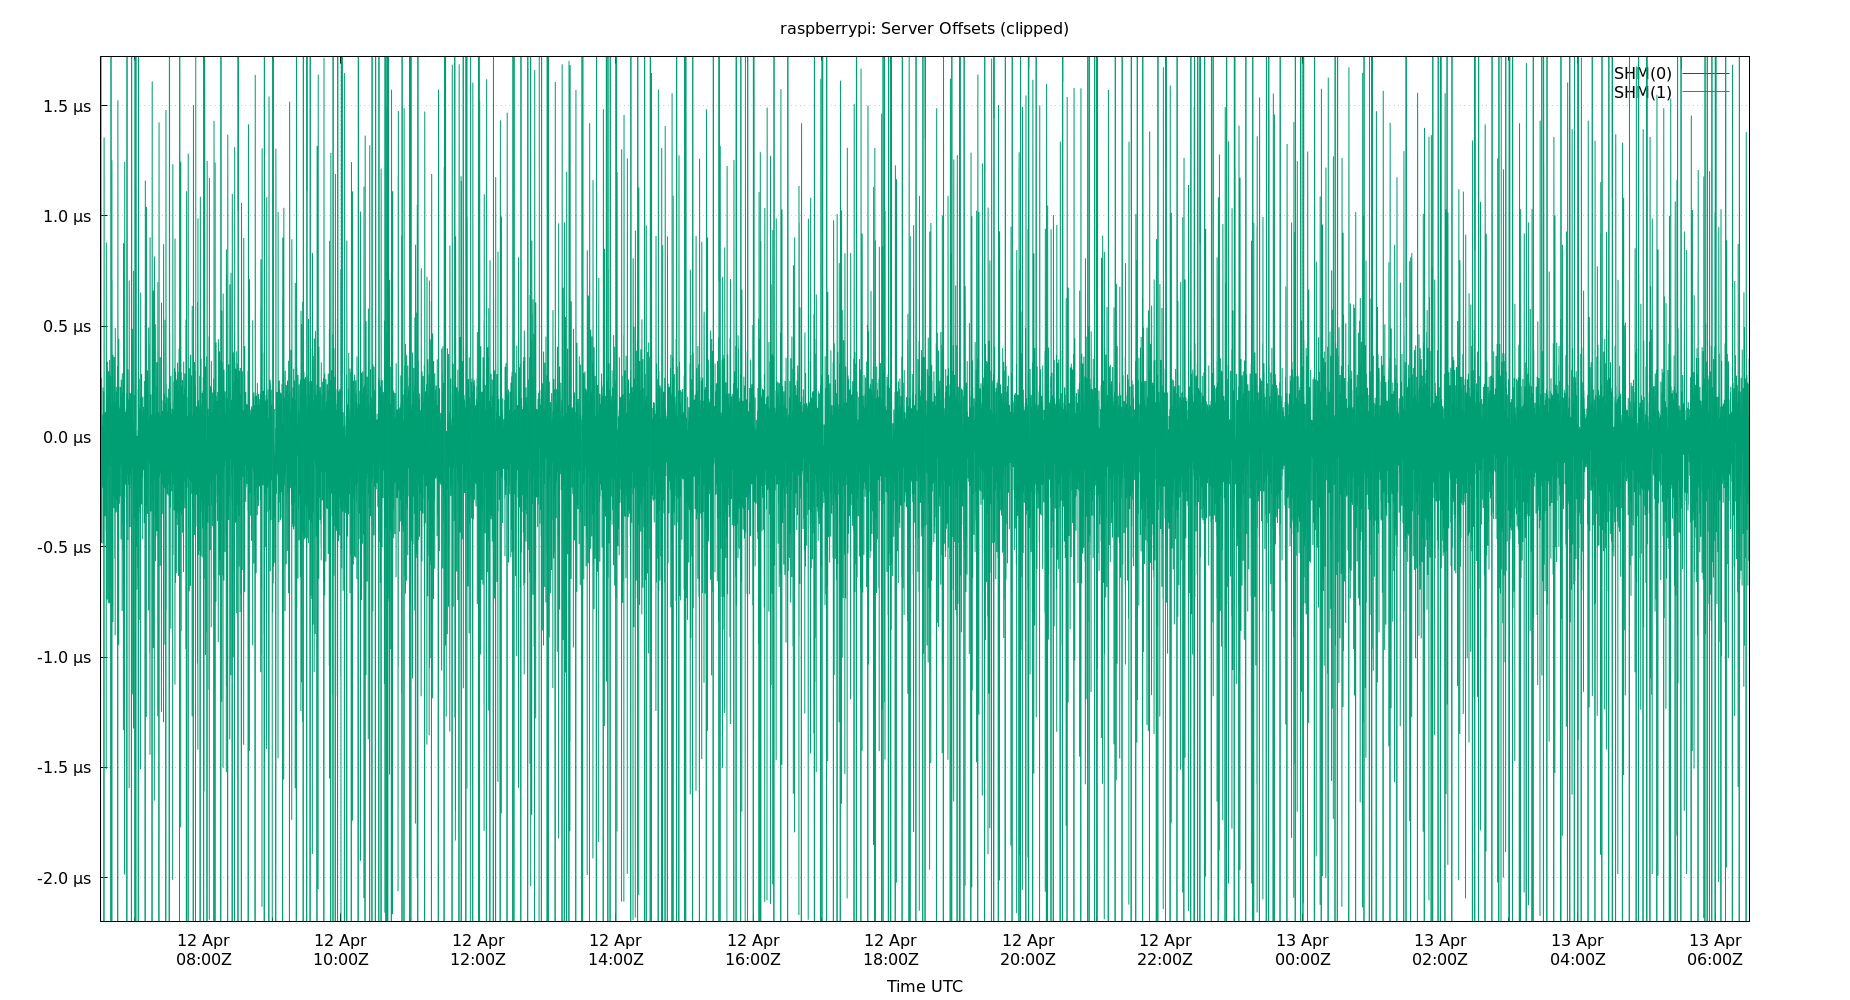 raspberrypi: Server Offsets (clipped)
SHM(0)
SHM(1)
1.5 µs
1.0 µs
0.5 µs
0.0 µs
-0.5 µs
-1.0 µs
-1.5 µs
-2.0 µs
12 Apr 12 Apr 12 Apr 12 Apr 12 Apr 12 Apr 12 Apr 12 Apr 13 Apr 13 Apr 13 Apr 13 Apr
08:00Z 10:00Z 12:00Z 14:00Z 16:00Z 18:00Z 20:00Z 22:00Z 00:00Z 02:00Z 04:00Z 06:00Z
Time UTC